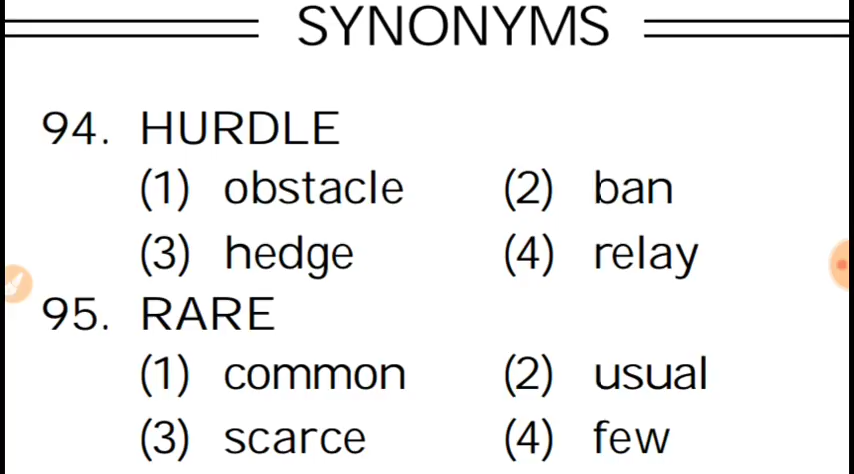 SYNONYMS
94. HURDLE
(1) obstacle (2) ban
(3) hedge (4) relay
95. RARE
(1) common (2) usual
(3) scarce (4) few